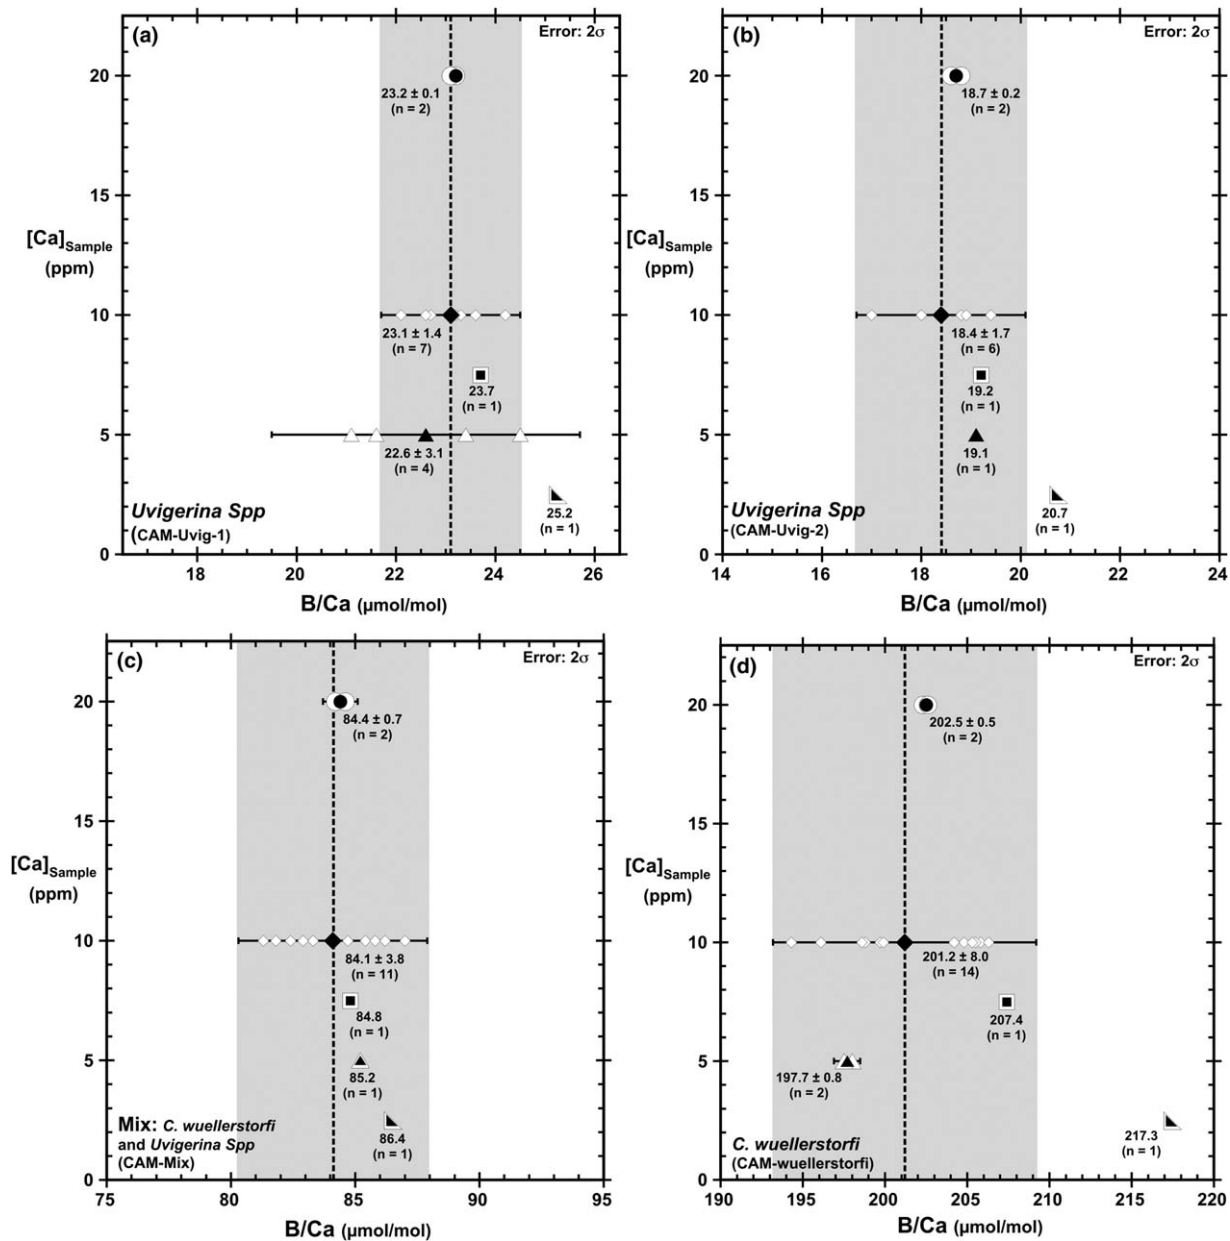 (a)
Error: 2σ
20
23.2 ± 0.1
(n = 2)
15
[Ca]Sample
(ppm)
10
23.1 ± 1.4
(n = 7)
23.7
(n = 1)
5
22.6 ± 3.1
(n = 4)
25.2
(n = 1)
Uvigerina Spp
(CAM-Uvig-1)
0
18 20 22 24 26
B/Ca (µmol/mol)
(b)
Error: 2σ
20
18.7 ± 0.2
(n = 2)
15
[Ca]Sample
(ppm)
10
18.4 ± 1.7
(n = 6)
19.2
(n = 1)
5
19.1
(n = 1)
20.7
(n = 1)
Uvigerina Spp
(CAM-Uvig-2)
0
14 16 18 20 22 24
B/Ca (µmol/mol)
(c)
Error: 2σ
20
84.4 ± 0.7
(n = 2)
15
[Ca]Sample
(ppm)
10
84.1 ± 3.8
(n = 11)
84.8
(n = 1)
5
85.2
(n = 1)
86.4
(n = 1)
Mix: C. wuellerstorfi
and Uvigerina Spp
(CAM-Mix)
0
75 80 85 90 95
B/Ca (µmol/mol)
(d)
Error: 2σ
20
202.5 ± 0.5
(n = 2)
15
[Ca]Sample
(ppm)
10
201.2 ± 8.0
(n = 14)
207.4
(n = 1)
5
197.7 ± 0.8
(n = 2)
217.3
(n = 1)
C. wuellerstorfi
(CAM-wuellerstorfi)
0
190 195 200 205 210 215 220
B/Ca (µmol/mol)